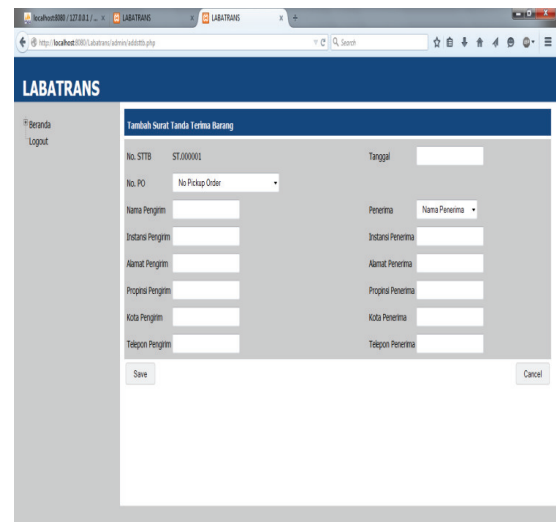 localhost:8080 / 127.0.0.1 / ... × LABATRANS × LABATRANS × +
http://localhost:8080/Labatrans/admin/addsttb.php Search
LABATRANS
Beranda
Logout
Tambah Surat Tanda Terima Barang
No. STTB ST.000001 Tanggal
No. PO No Pickup Order
Nama Pengirim Penerima Nama Penerima
Instansi Pengirim Instansi Penerima
Alamat Pengirim Alamat Penerima
Propinsi Pengirim Propinsi Penerima
Kota Pengirim Kota Penerima
Telepon Pengirim Telepon Penerima
Save Cancel